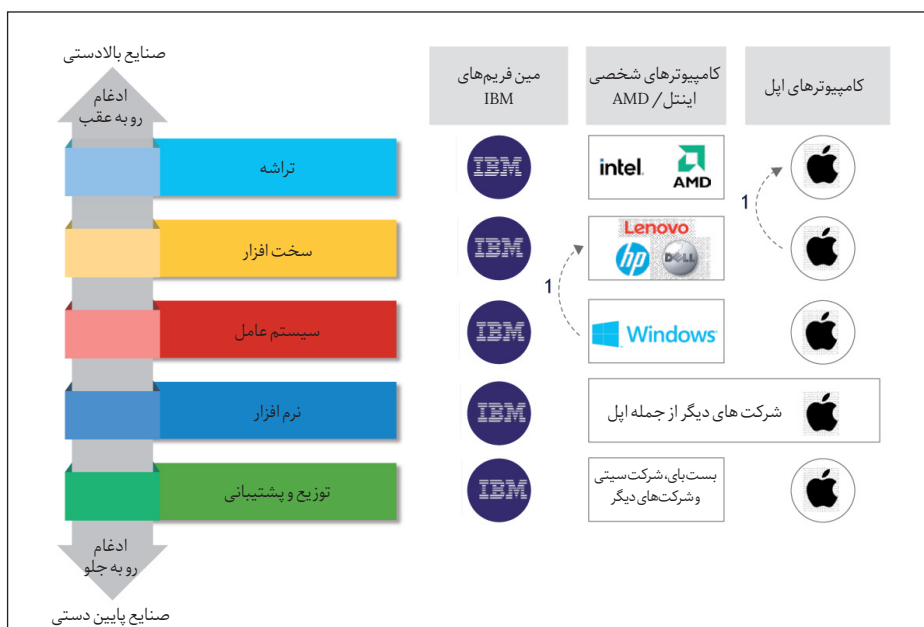 صنایع بالادستی
ادغام
رو به عقب
مین فریم‌های
IBM
کامپیوترهای شخصی
اینتل/ AMD
کامپیوترهای اپل
تراشه
IBM
intel
AMD
1
سخت افزار
IBM
Lenovo
hp
DELL
1
سیستم عامل
IBM
Windows
نرم افزار
IBM
شرکت های دیگر از جمله اپل
توزیع و پشتیبانی
IBM
بست‌بای، شرکت سیتی
و شرکت‌های دیگر
ادغام
رو به جلو
صنایع پایین دستی